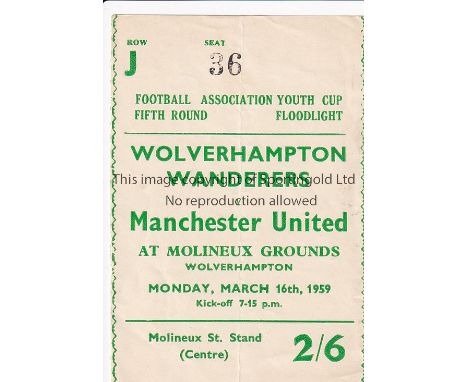 ROW SEAT
J 36
FOOTBALL ASSOCIATION YOUTH CUP
FIFTH ROUND FLOODLIGHT
WOLVERHAMPTON
This image copyright of Sportingold Ltd
WANDERERS
No reproduction allowed
v
Manchester United
AT MOLINEUX GROUNDS
WOLVERHAMPTON
MONDAY, MARCH 16th, 1959
Kick-off 7-15 p.m.
Molineux St. Stand
(Centre)
2/6